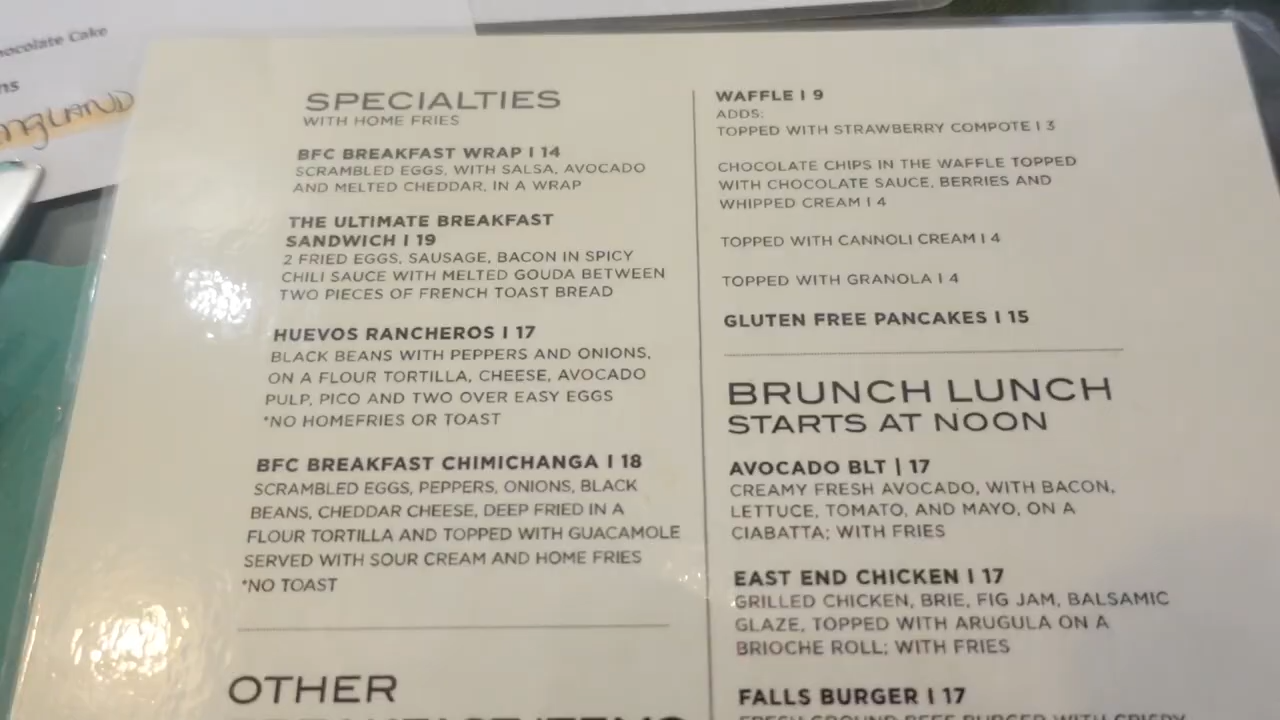 Chocolate Cake
SPECIALTIES
WITH HOME FRIES
BFC BREAKFAST WRAP | 14
SCRAMBLED EGGS, WITH SALSA, AVOCADO
AND MELTED CHEDDAR, IN A WRAP
THE ULTIMATE BREAKFAST
SANDWICH | 19
2 FRIED EGGS, SAUSAGE, BACON IN SPICY
CHILI SAUCE WITH MELTED GOUDA BETWEEN
TWO PIECES OF FRENCH TOAST BREAD
HUEVOS RANCHEROS | 17
BLACK BEANS WITH PEPPERS AND ONIONS,
ON A FLOUR TORTILLA, CHEESE, AVOCADO
PULP, PICO AND TWO OVER EASY EGGS
*NO HOMEFRIES OR TOAST
BFC BREAKFAST CHIMICHANGA | 18
SCRAMBLED EGGS, PEPPERS, ONIONS, BLACK
BEANS, CHEDDAR CHEESE, DEEP FRIED IN A
FLOUR TORTILLA AND TOPPED WITH GUACAMOLE
SERVED WITH SOUR CREAM AND HOME FRIES
*NO TOAST
OTHER
WAFFLE | 9
ADDS:
TOPPED WITH STRAWBERRY COMPOTE | 3
CHOCOLATE CHIPS IN THE WAFFLE TOPPED
WITH CHOCOLATE SAUCE, BERRIES AND
WHIPPED CREAM | 4
TOPPED WITH CANNOLI CREAM | 4
TOPPED WITH GRANOLA | 4
GLUTEN FREE PANCAKES | 15
BRUNCH LUNCH
STARTS AT NOON
AVOCADO BLT | 17
CREAMY FRESH AVOCADO, WITH BACON,
LETTUCE, TOMATO, AND MAYO, ON A
CIABATTA; WITH FRIES
EAST END CHICKEN | 17
GRILLED CHICKEN, BRIE, FIG JAM, BALSAMIC
GLAZE, TOPPED WITH ARUGULA ON A
BRIOCHE ROLL; WITH FRIES
FALLS BURGER | 17
FRESH GROUND BEEF BURGER WITH CRISPY